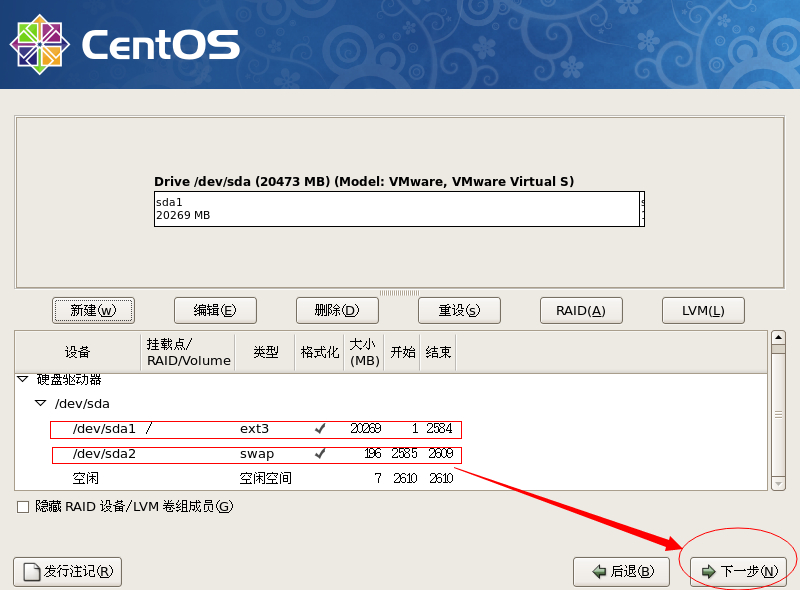 CentOS
Drive /dev/sda (20473 MB) (Model: VMware, VMware Virtual S)
sda1
20269 MB
新建(w) 编辑(E) 删除(D) 重设(s) RAID(A) LVM(L)
设备 挂载点/RAID/Volume 类型 格式化 大小(MB) 开始 结束
硬盘驱动器
/dev/sda
/dev/sda1 / ext3 20269 1 2584
/dev/sda2 swap 196 2585 2609
空闲 空闲空间 7 2610 2610
隐藏 RAID 设备/LVM 卷组成员(G)
发行注记(R) 后退(B) 下一步(N)